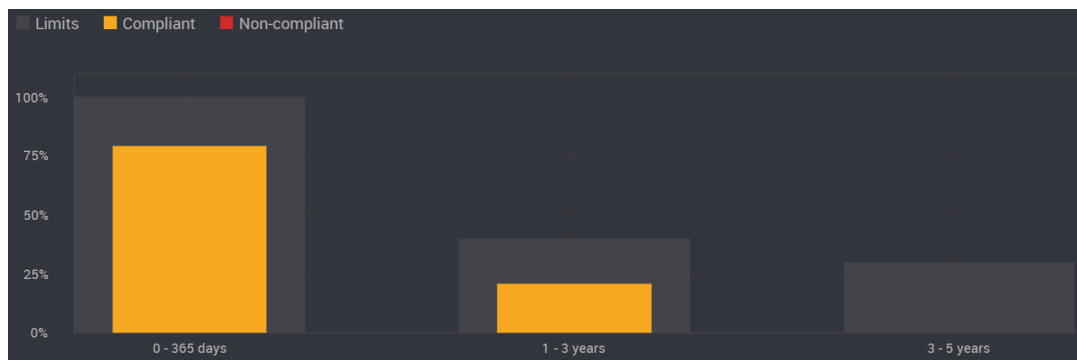 Limits Compliant Non-compliant
100%
75%
50%
25%
0%
0 - 365 days 1 - 3 years 3 - 5 years